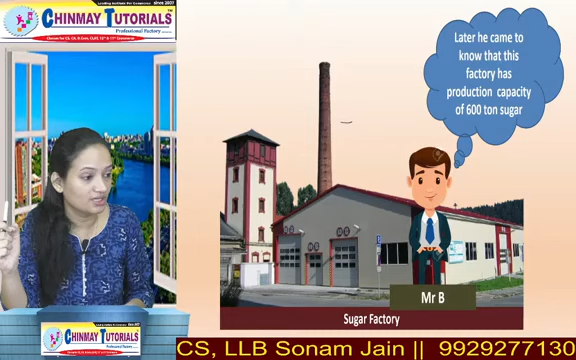 Leading Institute For Commerce
since 2007
CHINMAY TUTORIALS
Professional Factory
Classes for CS, B.Com, CLAT, 12th & 11th Commerce
Later he came to
know that this
factory has
production capacity
of 600 ton sugar
Mr B
Sugar Factory
CHINMAY TUTORIALS
Professional Factory
CS, LLB Sonam Jain || 9929277130